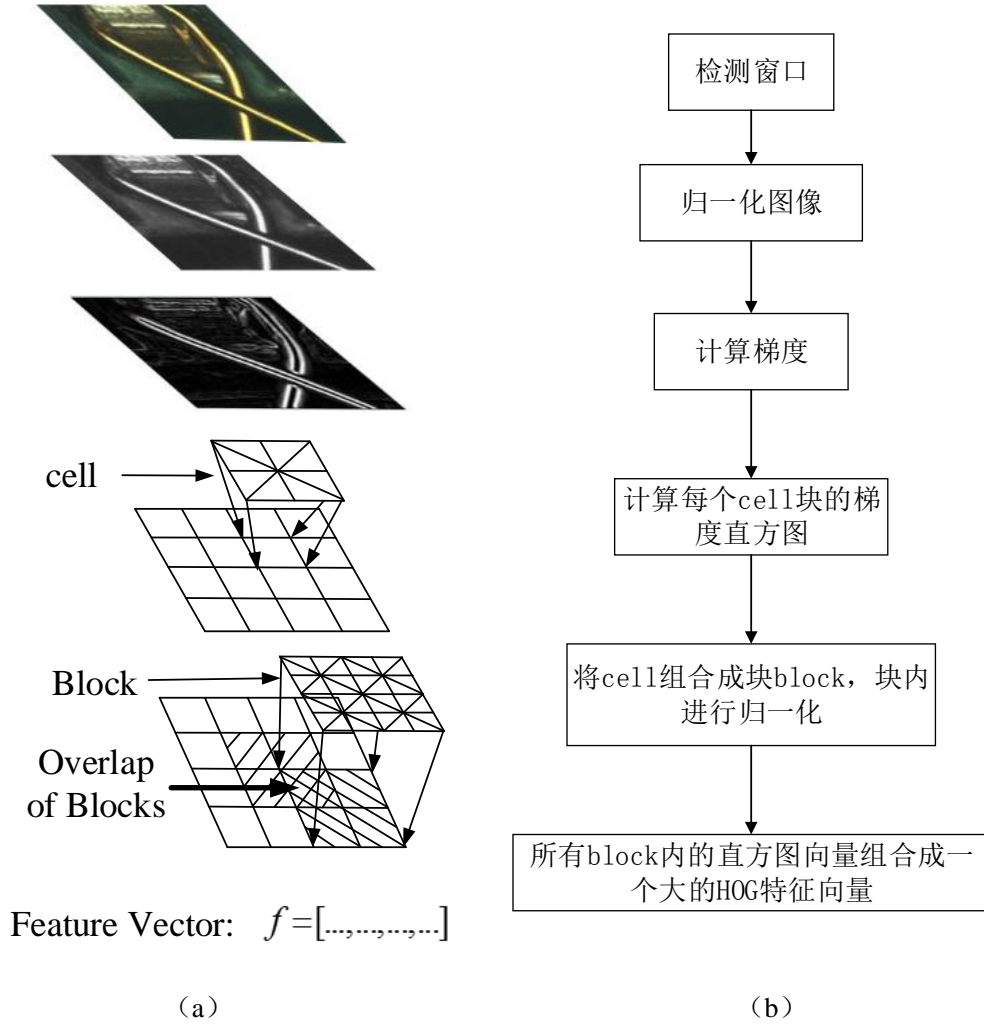 cell
Block
Overlap
of Blocks
Feature Vector: f=[...,...,...,...]
（a）
检测窗口
归一化图像
计算梯度
计算每个cell块的梯
度直方图
将cell组合成块block，块内
进行归一化
所有block内的直方图向量组合成一
个大的HOG特征向量
（b）